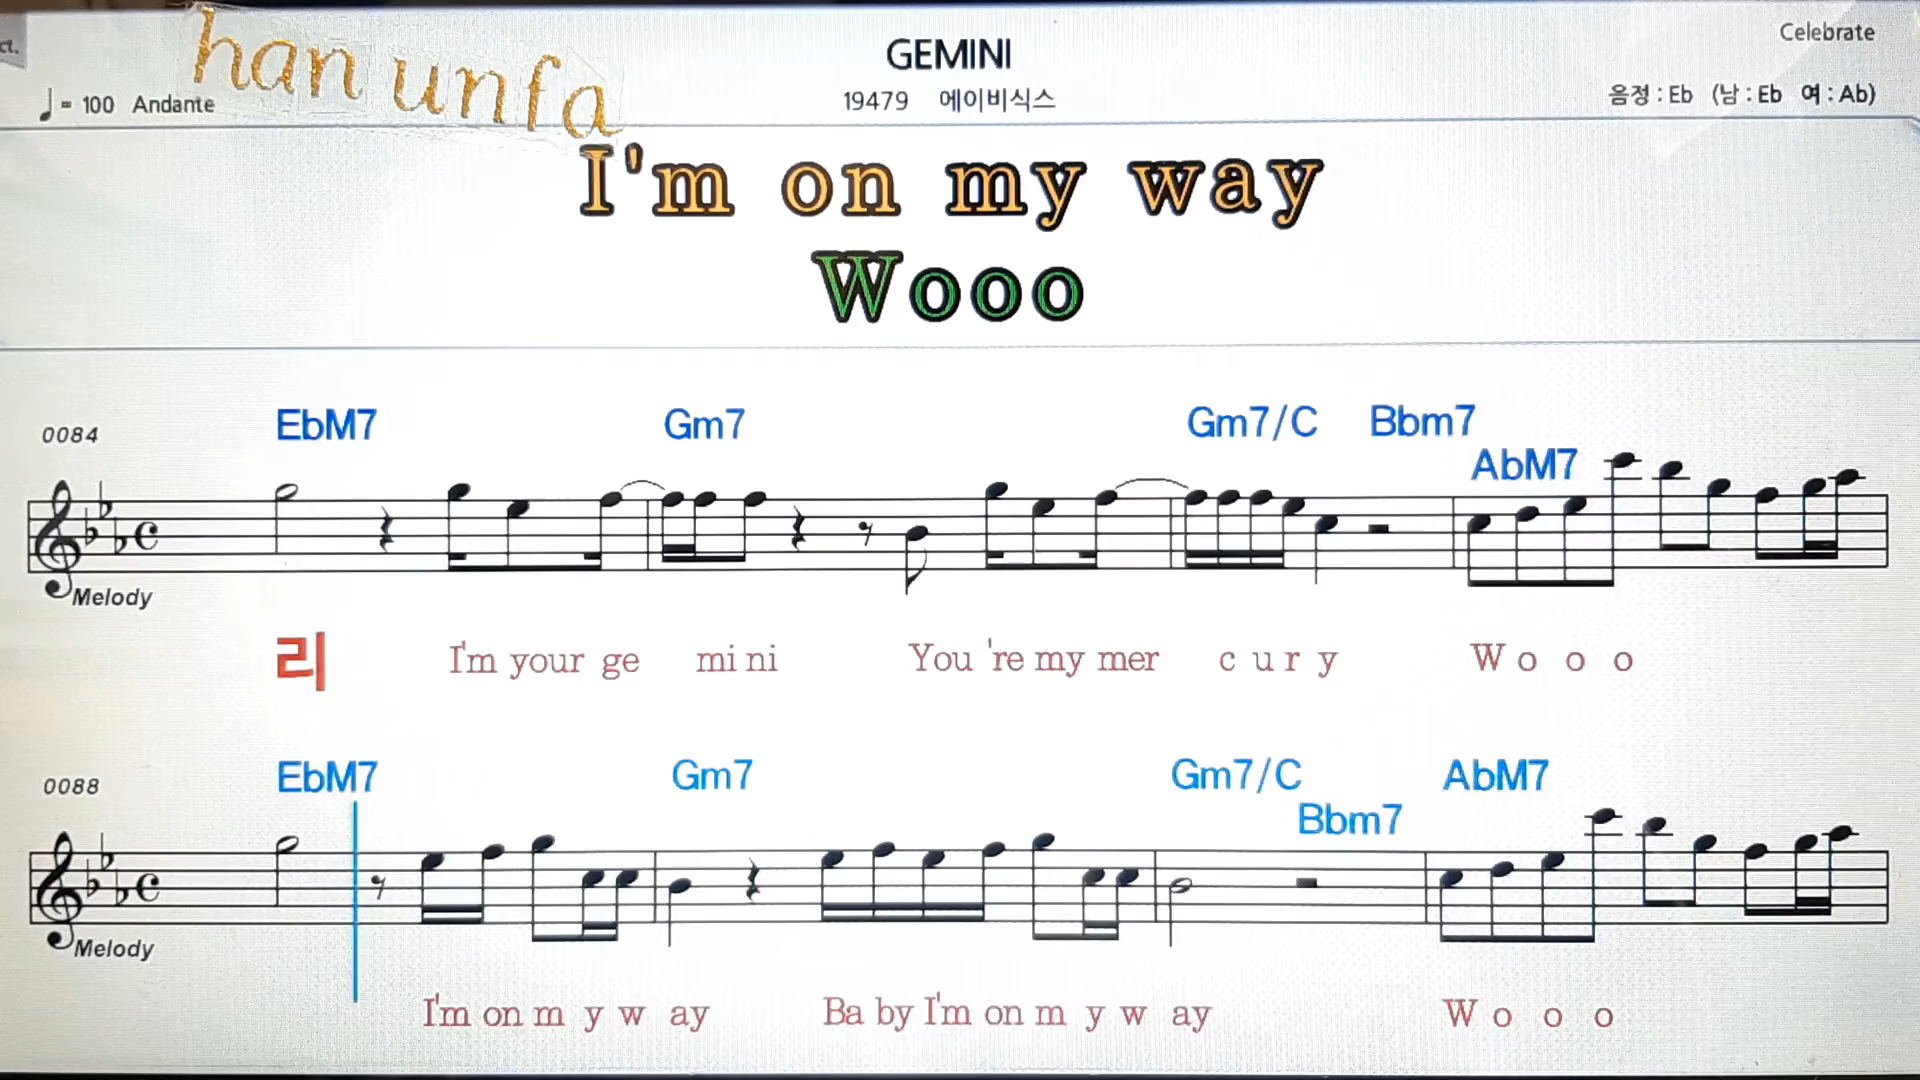 ct.
han unfa
GEMINI
Celebrate
♩ = 100 Andante
19479 에이비식스
음정 : Eb (남 : Eb 여 : Ab)
I'm on my way
Wooo
0084
EbM7 Gm7 Gm7/C Bbm7
AbM7
Melody
리 I'm your ge mi ni You 're my mer c u r y W o o o
0088
EbM7 Gm7 Gm7/C AbM7
Bbm7
Melody
I'm on m y w ay Ba by I'm on m y w ay W o o o